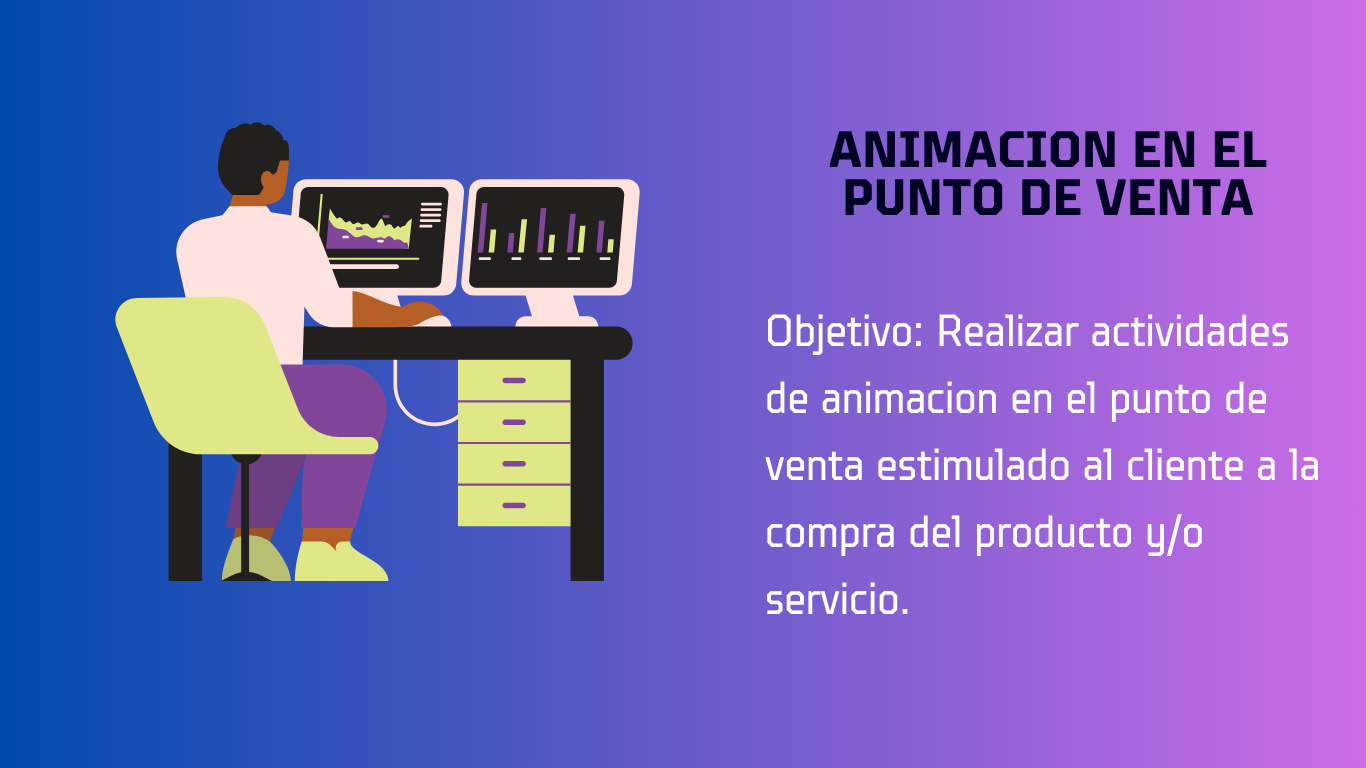 ANIMACION EN EL
PUNTO DE VENTA
Objetivo: Realizar actividades
de animacion en el punto de
venta estimulado al cliente a la
compra del producto y/o
servicio.